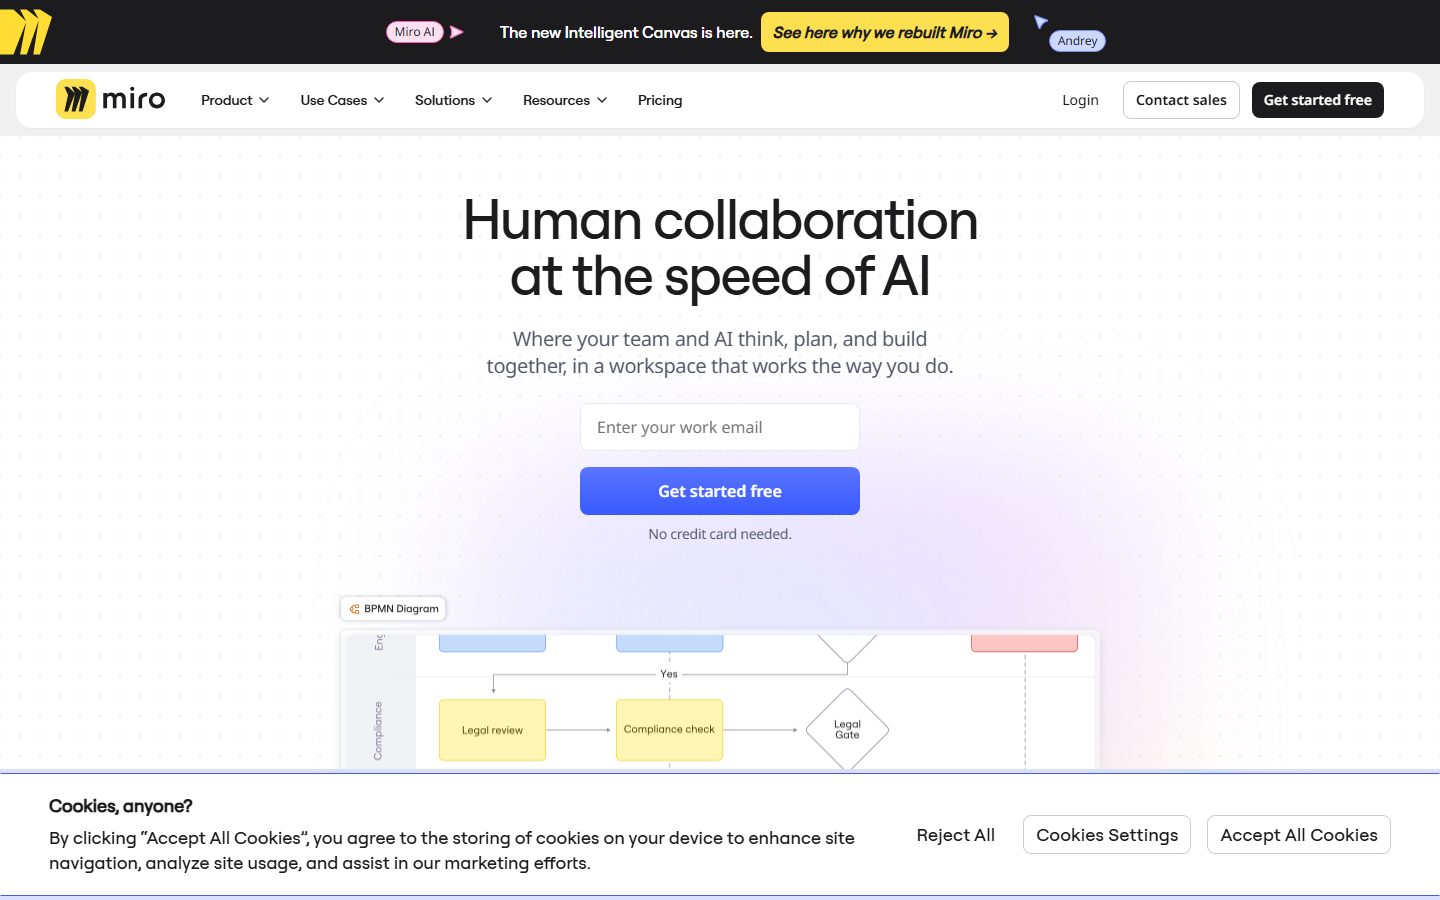 Miro AI
The new Intelligent Canvas is here.
See here why we rebuilt Miro →
Andrey
miro
Product
Use Cases
Solutions
Resources
Pricing
Login
Contact sales
Get started free
Human collaboration
at the speed of AI
Where your team and AI think, plan, and build
together, in a workspace that works the way you do.
Enter your work email
Get started free
No credit card needed.
BPMN Diagram
Eng
Yes
Compliance
Legal review
Compliance check
Legal
Gate
Cookies, anyone?
By clicking “Accept All Cookies”, you agree to the storing of cookies on your device to enhance site
navigation, analyze site usage, and assist in our marketing efforts.
Reject All
Cookies Settings
Accept All Cookies